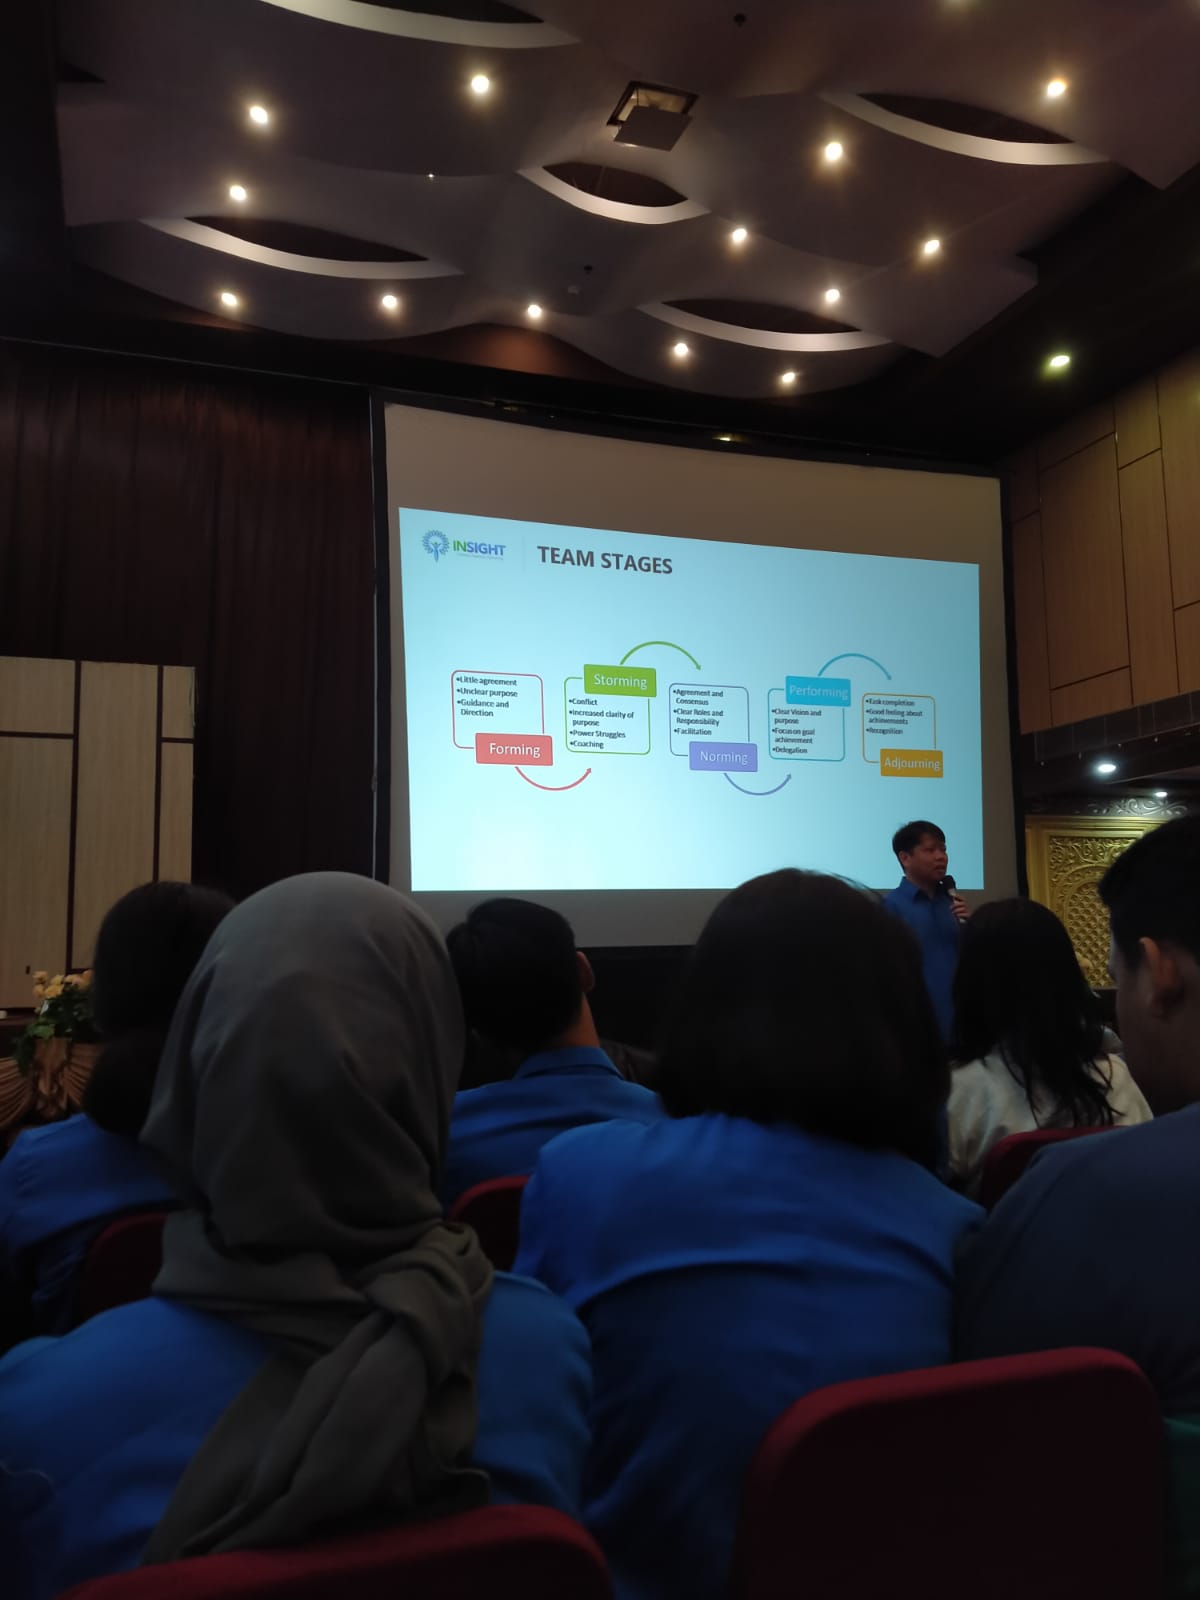 INSIGHT
TEAM STAGES
•Little agreement
•Unclear purpose
•Guidance and
Direction
Forming
Storming
•Conflict
•Increased clarity of
purpose
•Power Struggles
•Coaching
•Agreement and
Consensus
•Clear Roles and
Responsibility
•Facilitation
Norming
Performing
•Clear Vision and
purpose
•Focus on goal
achievement
•Delegation
•Task completion
•Good feeling about
achievements
•Recognition
Adjourning